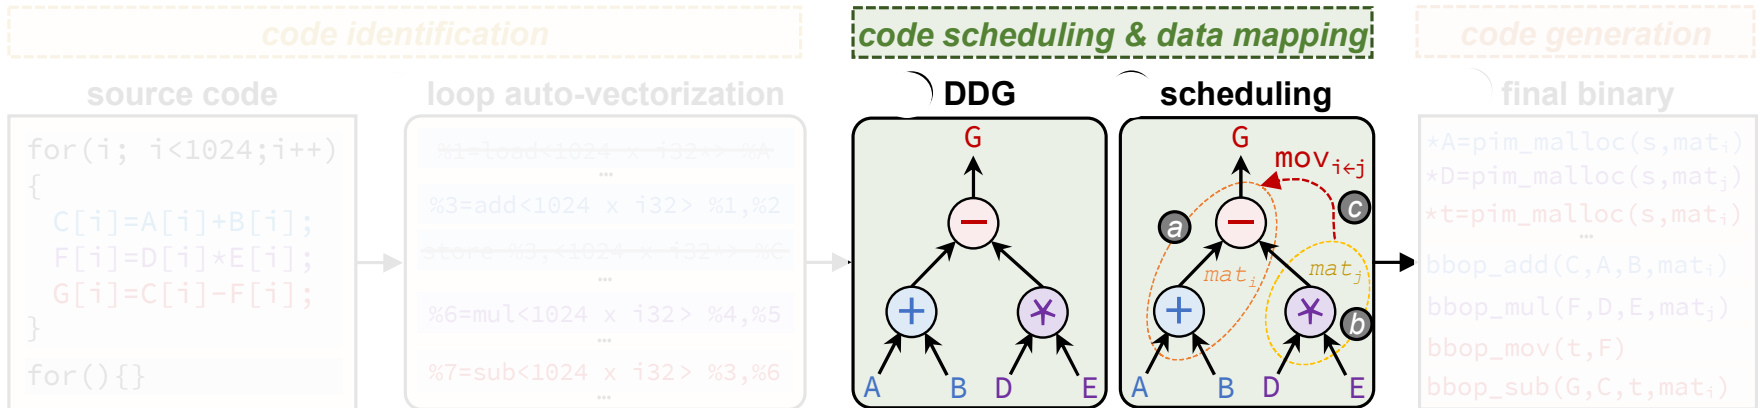 code identification
code scheduling & data mapping
code generation
source code
loop auto-vectorization
DDG
scheduling
final binary
for(i; i<1024;i++)
{
C[i]=A[i]+B[i];
F[i]=D[i]*E[i];
G[i]=C[i]-F[i];
}
for(){}
%1=load<1024 x i32*> %A
…
%3=add<1024 x i32> %1,%2
store %3,<1024 x i32*> %C
…
%6=mul<1024 x i32> %4,%5
…
%7=sub<1024 x i32> %3,%6
…
G
−
+ *
A B D E
G
mov i←j
c
a
−
mat i
mat j
+ *
b
A B D E
*A=pim_malloc(s,mat i)
*D=pim_malloc(s,mat j)
*t=pim_malloc(s,mat i)
…
bbop_add(C,A,B,mat i)
bbop_mul(F,D,E,mat j)
bbop_mov(t,F)
bbop_sub(G,C,t,mat i)